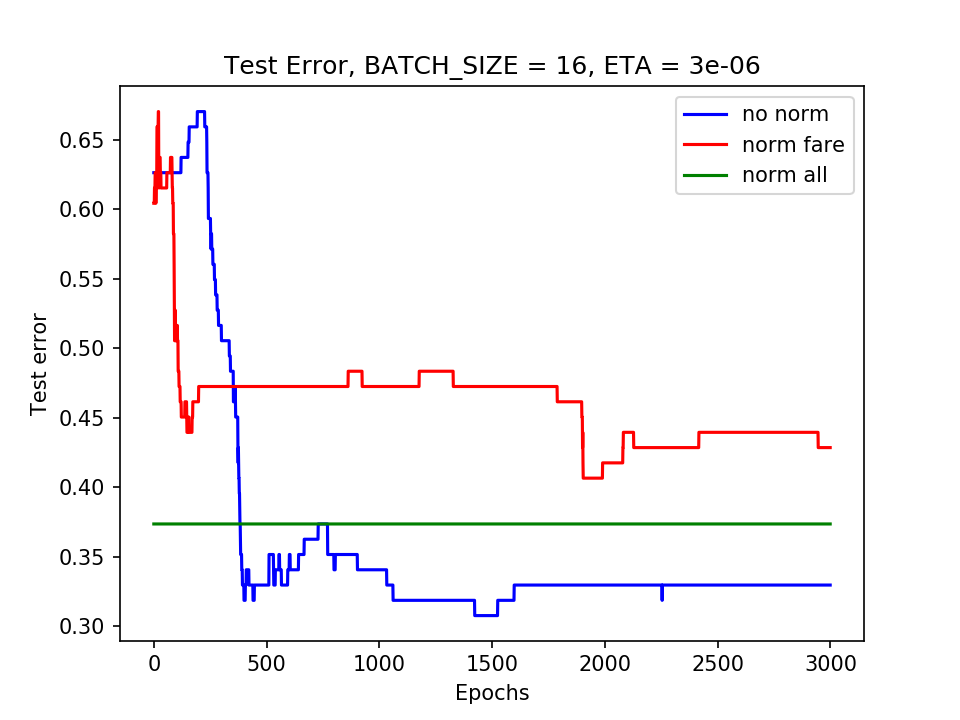 Test Error, BATCH_SIZE = 16, ETA = 3e-06
no norm
norm fare
norm all
Test error
0.65
0.60
0.55
0.50
0.45
0.40
0.35
0.30
0 500 1000 1500 2000 2500 3000
Epochs